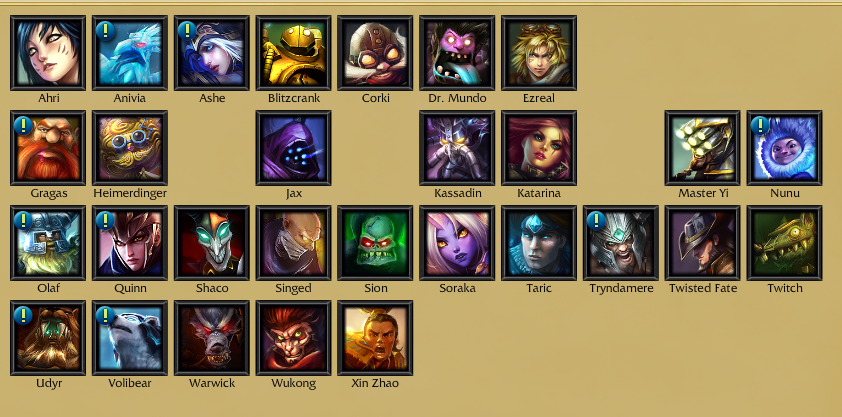 ! !
Ahri Anivia Ashe Blitzcrank Corki Dr. Mundo Ezreal
! !
Gragas Heimerdinger Jax Kassadin Katarina Master Yi Nunu
! ! !
Olaf Quinn Shaco Singed Sion Soraka Taric Tryndamere Twisted Fate Twitch
! !
Udyr Volibear Warwick Wukong Xin Zhao